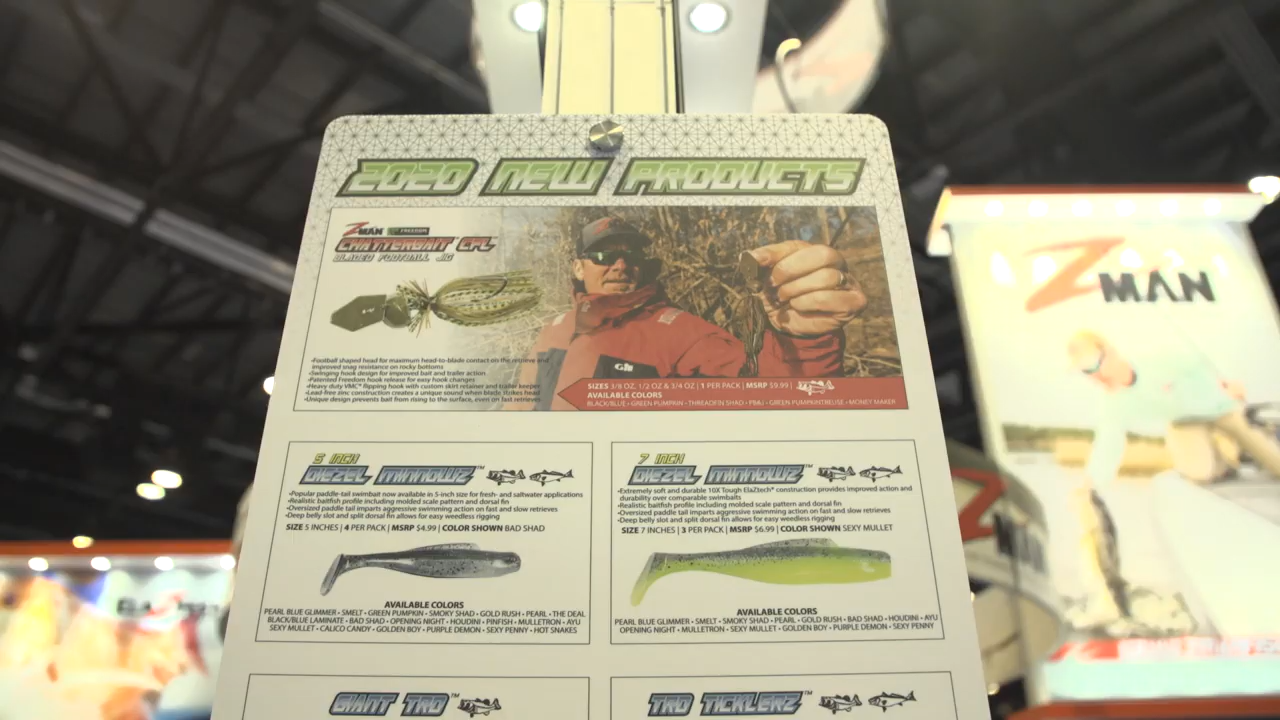 2020 NEW PRODUCTS
Z MAN FREEDOM
CHATTERBAIT CFL™
BLADED FOOTBALL JIG
•Football shaped head for maximum head-to-blade contact on the retrieve and
improved snag resistance on rocky bottoms
•Swinging hook design for improved bait and trailer action
•Patented Freedom hook release for easy hook changes
•Heavy duty VMC® flipping hook with custom skirt retainer and trailer keeper
•Lead-free zinc construction creates a unique sound when blade strikes head
•Unique design prevents bait from rising to the surface, even on fast retrieves
SIZES 3/8 OZ, 1/2 OZ & 3/4 OZ | 1 PER PACK | MSRP $9.99 |
AVAILABLE COLORS
BLACK/BLUE • GREEN PUMPKIN • THREADFIN SHAD • PB&J • GREEN PUMPKAITREUSE • MONEY MAKER
5 INCH
DIEZEL MINNOWZ™
•Popular paddle-tail swimbait now available in 5-inch size for fresh- and saltwater applications
•Realistic baitfish profile including molded scale pattern and dorsal fin
•Oversized paddle tail imparts aggressive swimming action on fast and slow retrieves
•Deep belly slot and split dorsal fin allows for easy weedless rigging
SIZE 5 INCHES | 4 PER PACK | MSRP $4.99 | COLOR SHOWN BAD SHAD
AVAILABLE COLORS
PEARL BLUE GLIMMER • SMELT • GREEN PUMPKIN • SMOKY SHAD • GOLD RUSH • PEARL • THE DEAL
BLACK/BLUE LAMINATE • BAD SHAD • OPENING NIGHT • HOUDINI • PINFISH • MULLETRON • AYU
SEXY MULLET • CALICO CANDY • GOLDEN BOY • PURPLE DEMON • SEXY PENNY • HOT SNAKES
7 INCH
DIEZEL MINNOWZ™
•Extremely soft and durable 10X Tough ElaZtech® construction provides improved action and
durability over comparable swimbaits
•Realistic baitfish profile including molded scale pattern and dorsal fin
•Oversized paddle tail imparts aggressive swimming action on fast and slow retrieves
•Deep belly slot and split dorsal fin allows for easy weedless rigging
SIZE 7 INCHES | 3 PER PACK | MSRP $6.99 | COLOR SHOWN SEXY MULLET
AVAILABLE COLORS
PEARL BLUE GLIMMER • SMELT • SMOKY SHAD • PEARL • GOLD RUSH • BAD SHAD • HOUDINI • AYU
OPENING NIGHT • MULLETRON • SEXY MULLET • GOLDEN BOY • PURPLE DEMON • SEXY PENNY
GIANT TRD™
TRD TICKLERZ™
Z MAN